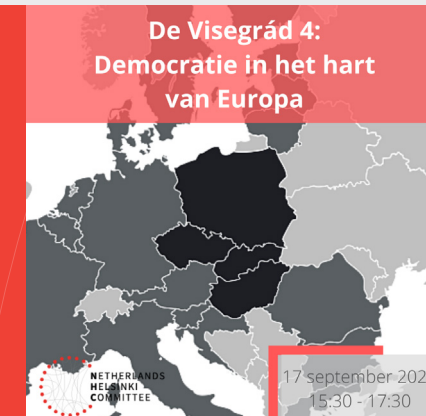 De Visegrád 4:
Democratie in het hart
van Europa
NETHERLANDS
HELSINKI
COMMITTEE
17 september 202
15:30 - 17:30